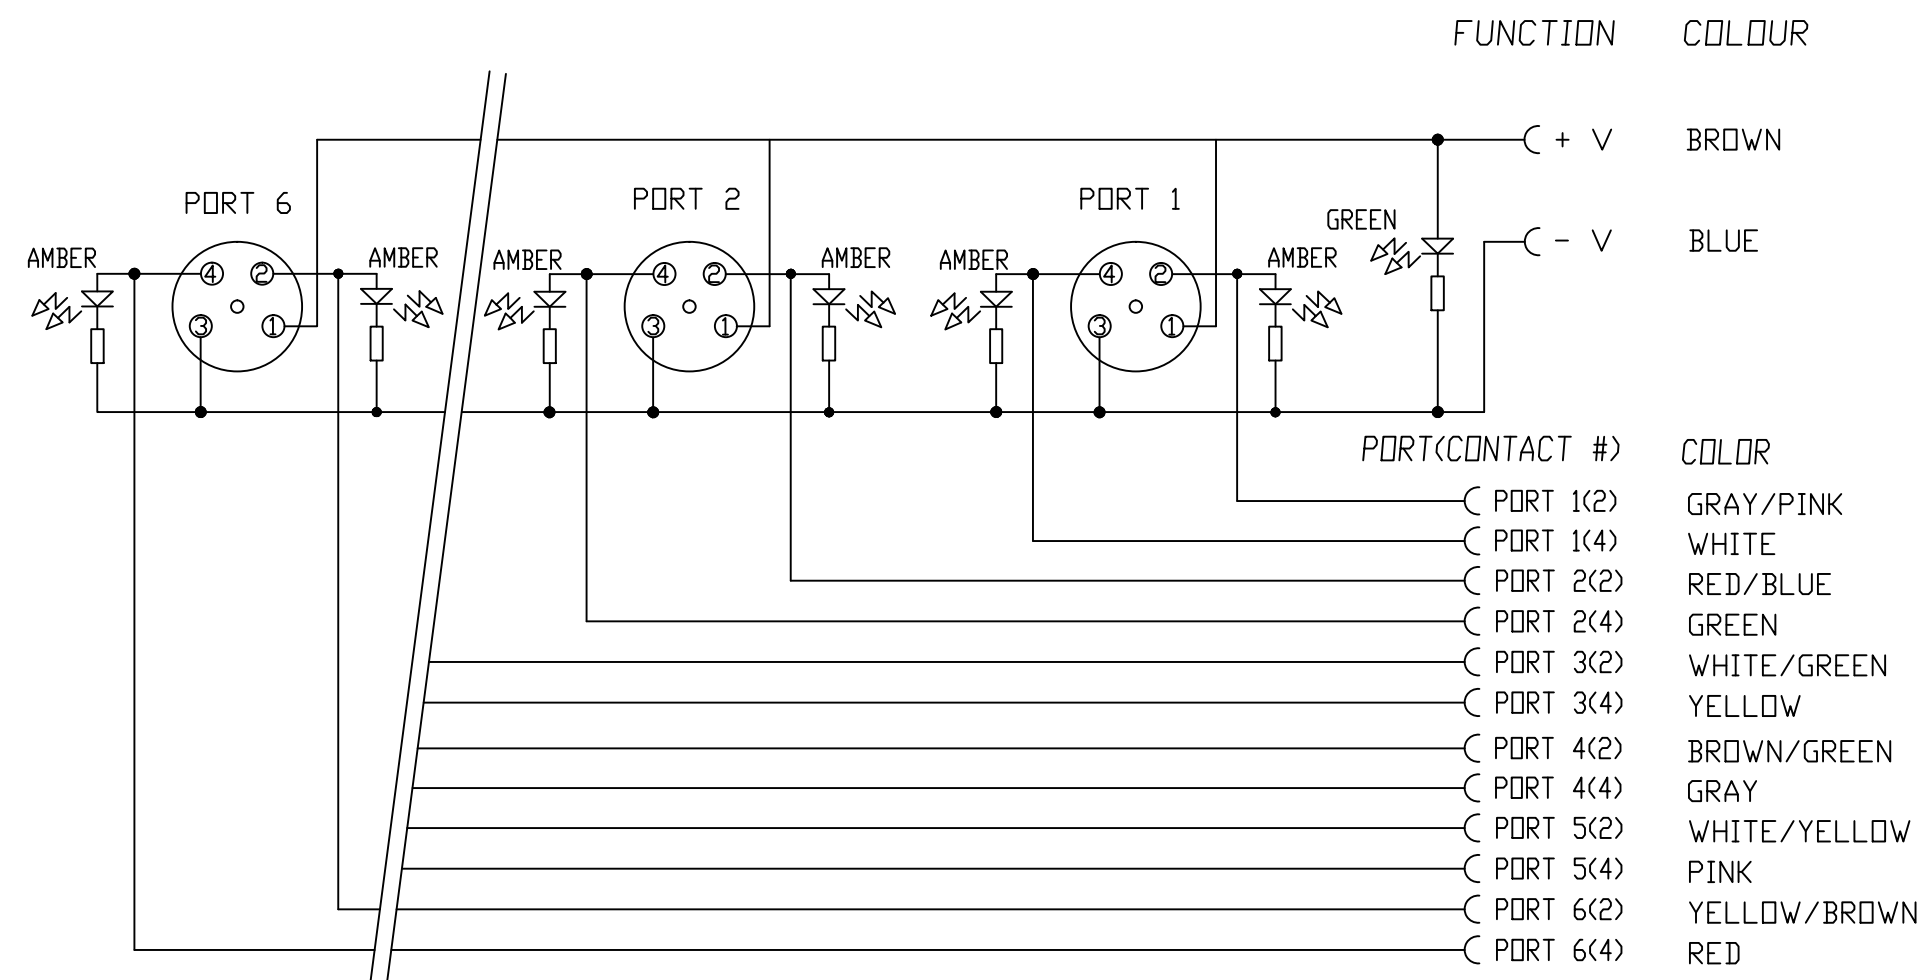 FUNCTION COLOUR
+ V BROWN
PORT 6 PORT 2 PORT 1
GREEN
- V BLUE
AMBER AMBER AMBER AMBER AMBER AMBER
4 2 4 2 4 2
3 1 3 1 3 1
PORT(CONTACT #) COLOR
PORT 1(2) GRAY/PINK
PORT 1(4) WHITE
PORT 2(2) RED/BLUE
PORT 2(4) GREEN
PORT 3(2) WHITE/GREEN
PORT 3(4) YELLOW
PORT 4(2) BROWN/GREEN
PORT 4(4) GRAY
PORT 5(2) WHITE/YELLOW
PORT 5(4) PINK
PORT 6(2) YELLOW/BROWN
PORT 6(4) RED